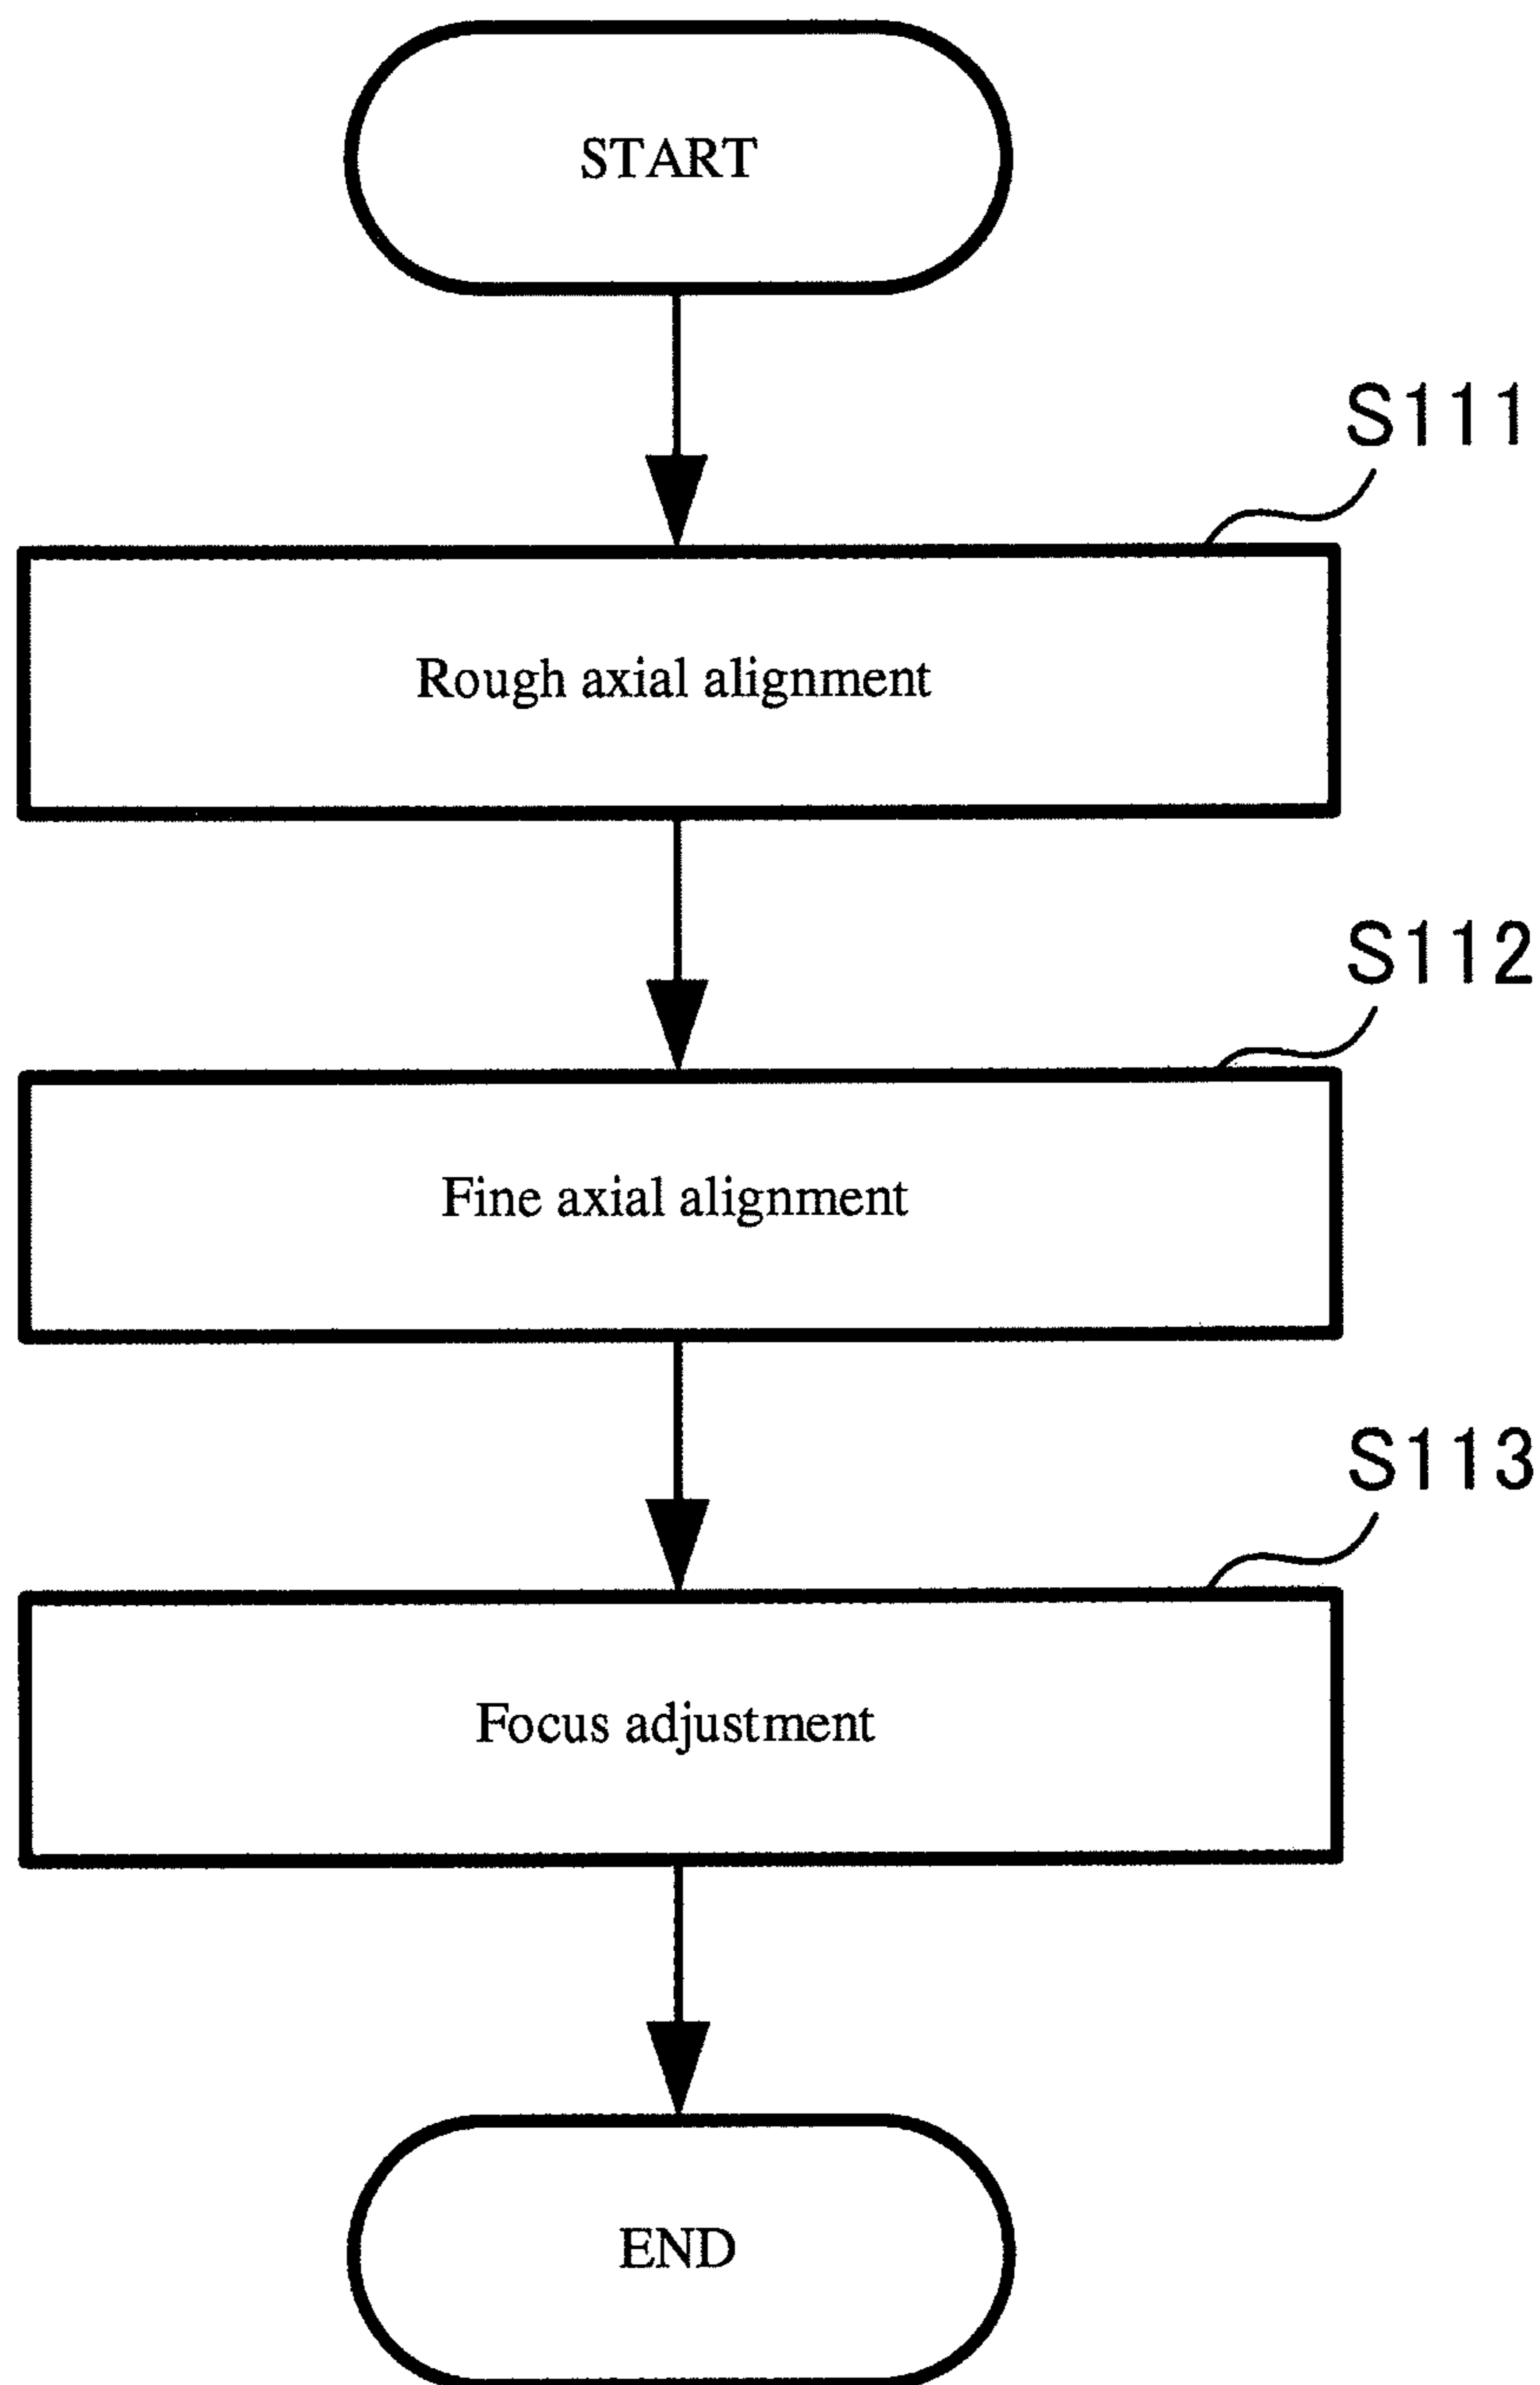 START
S111
Rough axial alignment
S112
Fine axial alignment
S113
Focus adjustment
END